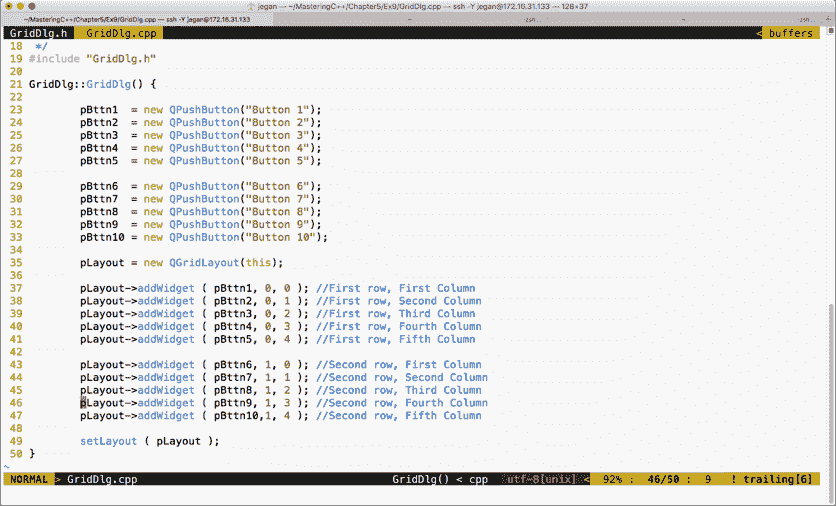 jegan — ~/MasteringC++/Chapter5/Ex9/GridDlg.cpp — ssh -Y jegan@172.16.31.133 — 128×37
~/MasteringC++/Chapter5/Ex9/GridDlg.cpp — ssh -Y jegan@172.16.31.133
GridDlg.h GridDlg.cpp < buffers
18 */
19 #include "GridDlg.h"
20
21 GridDlg::GridDlg() {
22
23 pBttn1 = new QPushButton("Button 1");
24 pBttn2 = new QPushButton("Button 2");
25 pBttn3 = new QPushButton("Button 3");
26 pBttn4 = new QPushButton("Button 4");
27 pBttn5 = new QPushButton("Button 5");
28
29 pBttn6 = new QPushButton("Button 6");
30 pBttn7 = new QPushButton("Button 7");
31 pBttn8 = new QPushButton("Button 8");
32 pBttn9 = new QPushButton("Button 9");
33 pBttn10 = new QPushButton("Button 10");
34
35 pLayout = new QGridLayout(this);
36
37 pLayout->addWidget ( pBttn1, 0, 0 ); //First row, First Column
38 pLayout->addWidget ( pBttn2, 0, 1 ); //First row, Second Column
39 pLayout->addWidget ( pBttn3, 0, 2 ); //First row, Third Column
40 pLayout->addWidget ( pBttn4, 0, 3 ); //First row, Fourth Column
41 pLayout->addWidget ( pBttn5, 0, 4 ); //First row, Fifth Column
42
43 pLayout->addWidget ( pBttn6, 1, 0 ); //Second row, First Column
44 pLayout->addWidget ( pBttn7, 1, 1 ); //Second row, Second Column
45 pLayout->addWidget ( pBttn8, 1, 2 ); //Second row, Third Column
46 pLayout->addWidget ( pBttn9, 1, 3 ); //Second row, Fourth Column
47 pLayout->addWidget ( pBttn10,1, 4 ); //Second row, Fifth Column
48
49 setLayout ( pLayout );
50 }
~
NORMAL > GridDlg.cpp GridDlg() < cpp utf-8[unix] < 92% : 46/50 : 9 ! trailing[6]